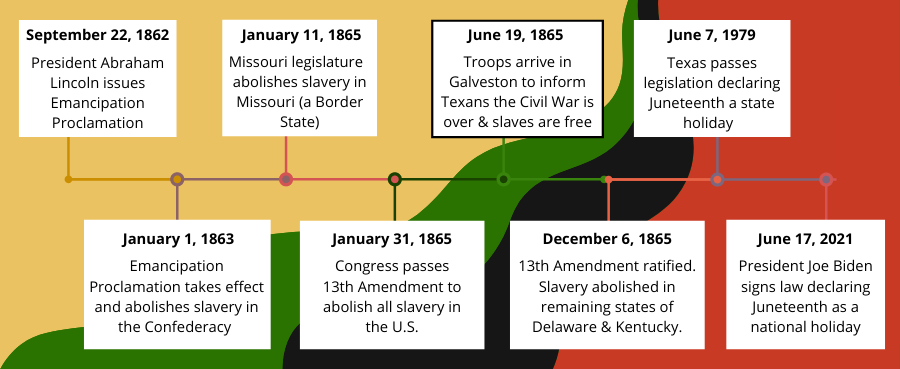 September 22, 1862
President Abraham
Lincoln issues
Emancipation
Proclamation
January 1, 1863
Emancipation
Proclamation takes effect
and abolishes slavery in
the Confederacy
January 11, 1865
Missouri legislature
abolishes slavery in
Missouri (a Border
State)
January 31, 1865
Congress passes
13th Amendment to
abolish all slavery in
the U.S.
June 19, 1865
Troops arrive in
Galveston to inform
Texans the Civil War is
over & slaves are free
December 6, 1865
13th Amendment ratified.
Slavery abolished in
remaining states of
Delaware & Kentucky.
June 7, 1979
Texas passes
legislation declaring
Juneteenth a state
holiday
June 17, 2021
President Joe Biden
signs law declaring
Juneteenth as a
national holiday